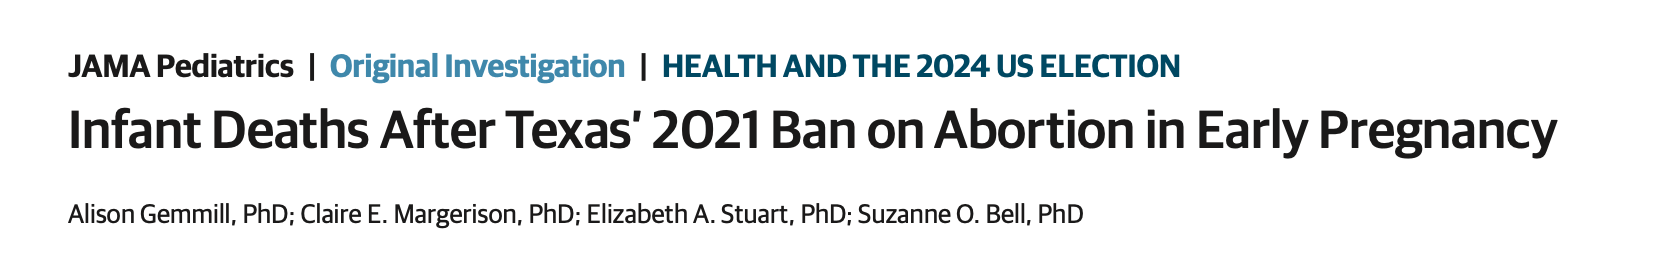 JAMA Pediatrics | Original Investigation | HEALTH AND THE 2024 US ELECTION
Infant Deaths After Texas’ 2021 Ban on Abortion in Early Pregnancy
Alison Gemmill, PhD; Claire E. Margerison, PhD; Elizabeth A. Stuart, PhD; Suzanne O. Bell, PhD